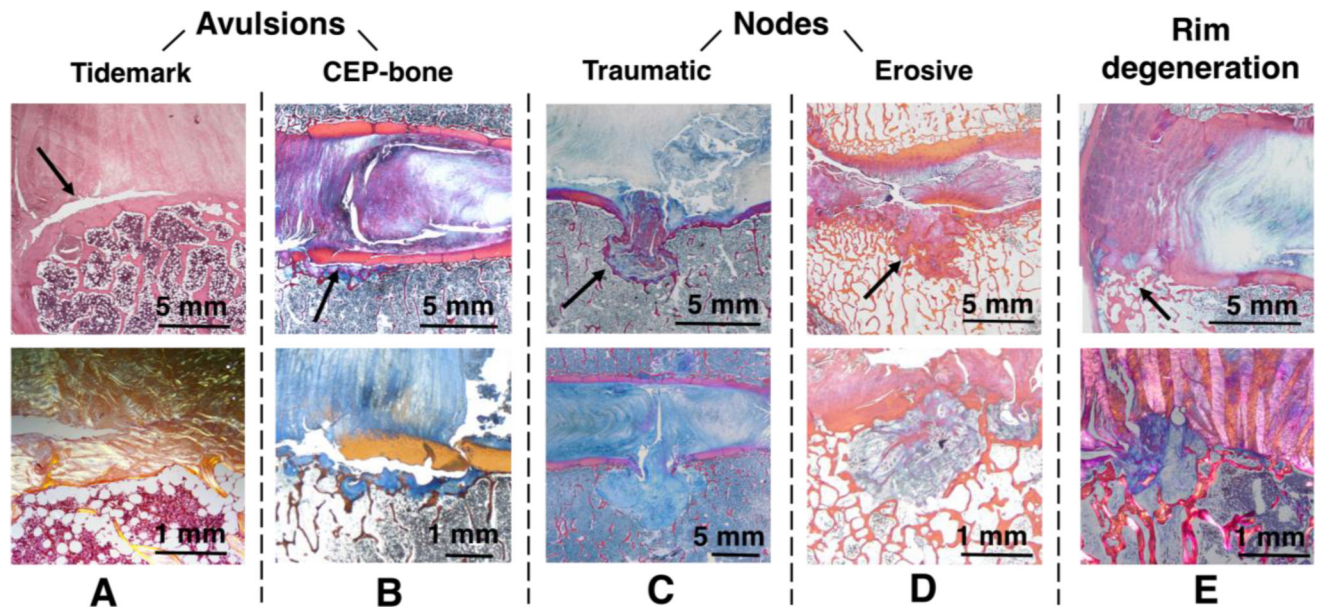 Avulsions
Nodes
Rim
degeneration
Tidemark
CEP-bone
Traumatic
Erosive
5 mm
5 mm
5 mm
5 mm
5 mm
1 mm
1 mm
5 mm
1 mm
1 mm
A
B
C
D
E